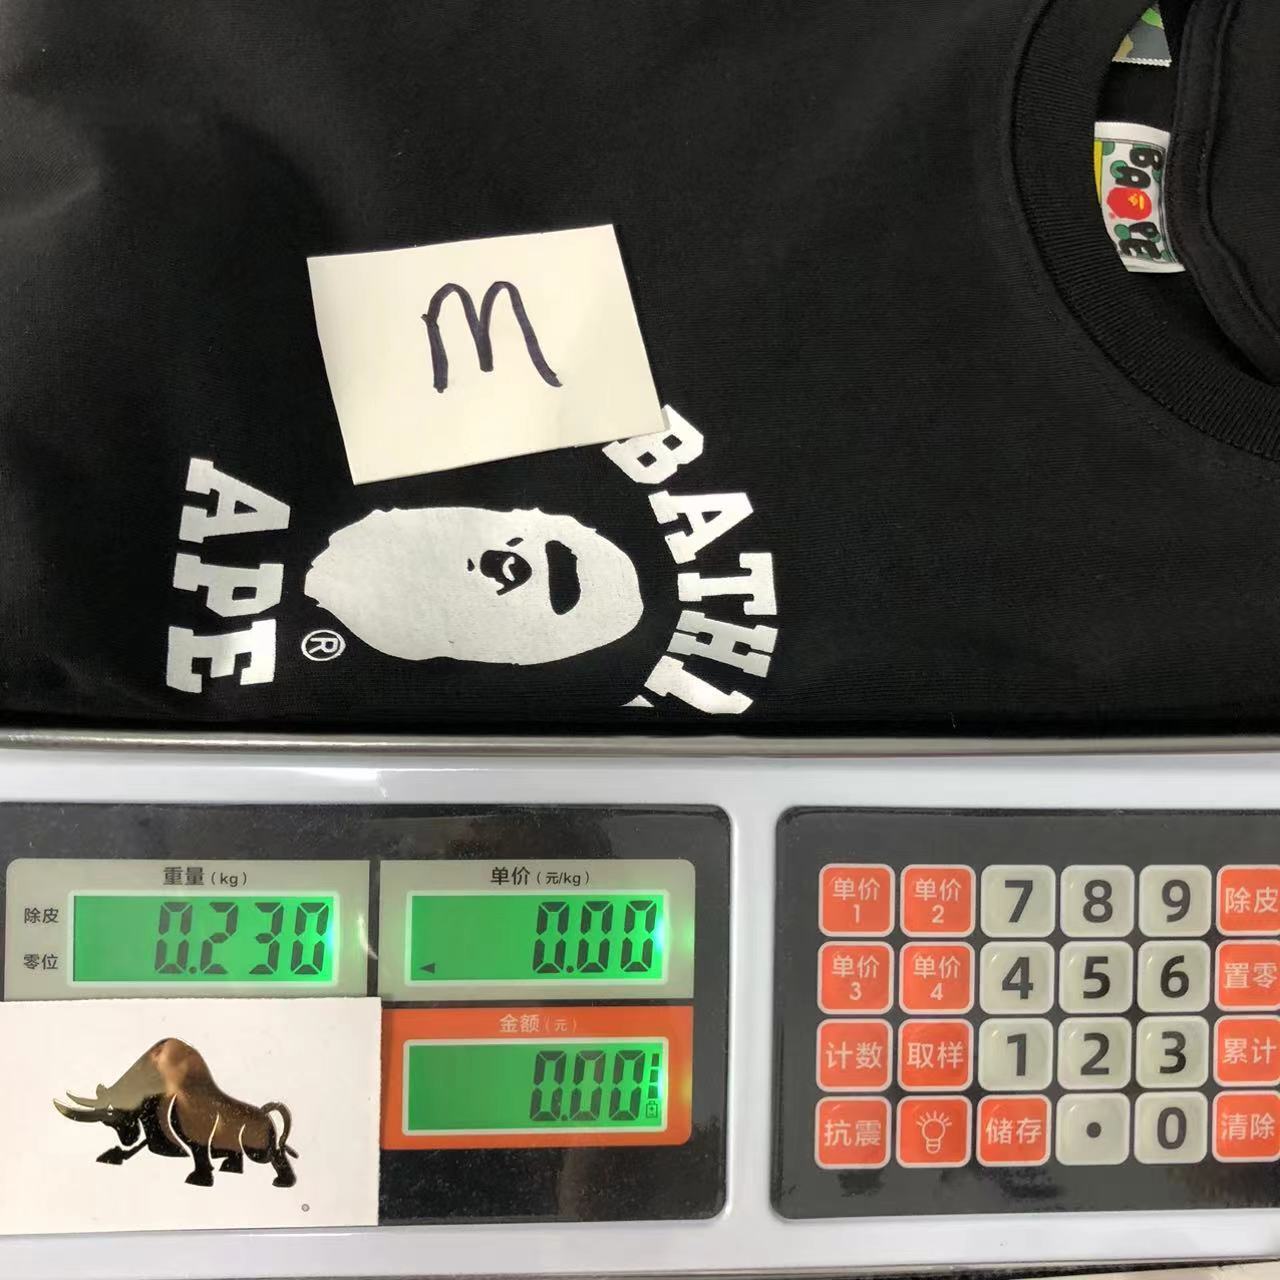 BAPE
M
BATHI
APE
®
重量(kg)
除皮
零位
0.230
单价(元/kg)
0.00
金额(元)
0.00
单价1 单价2 7 8 9 除皮
单价3 单价4 4 5 6 置零
计数 取样 1 2 3 累计
抗震 储存 . 0 清除